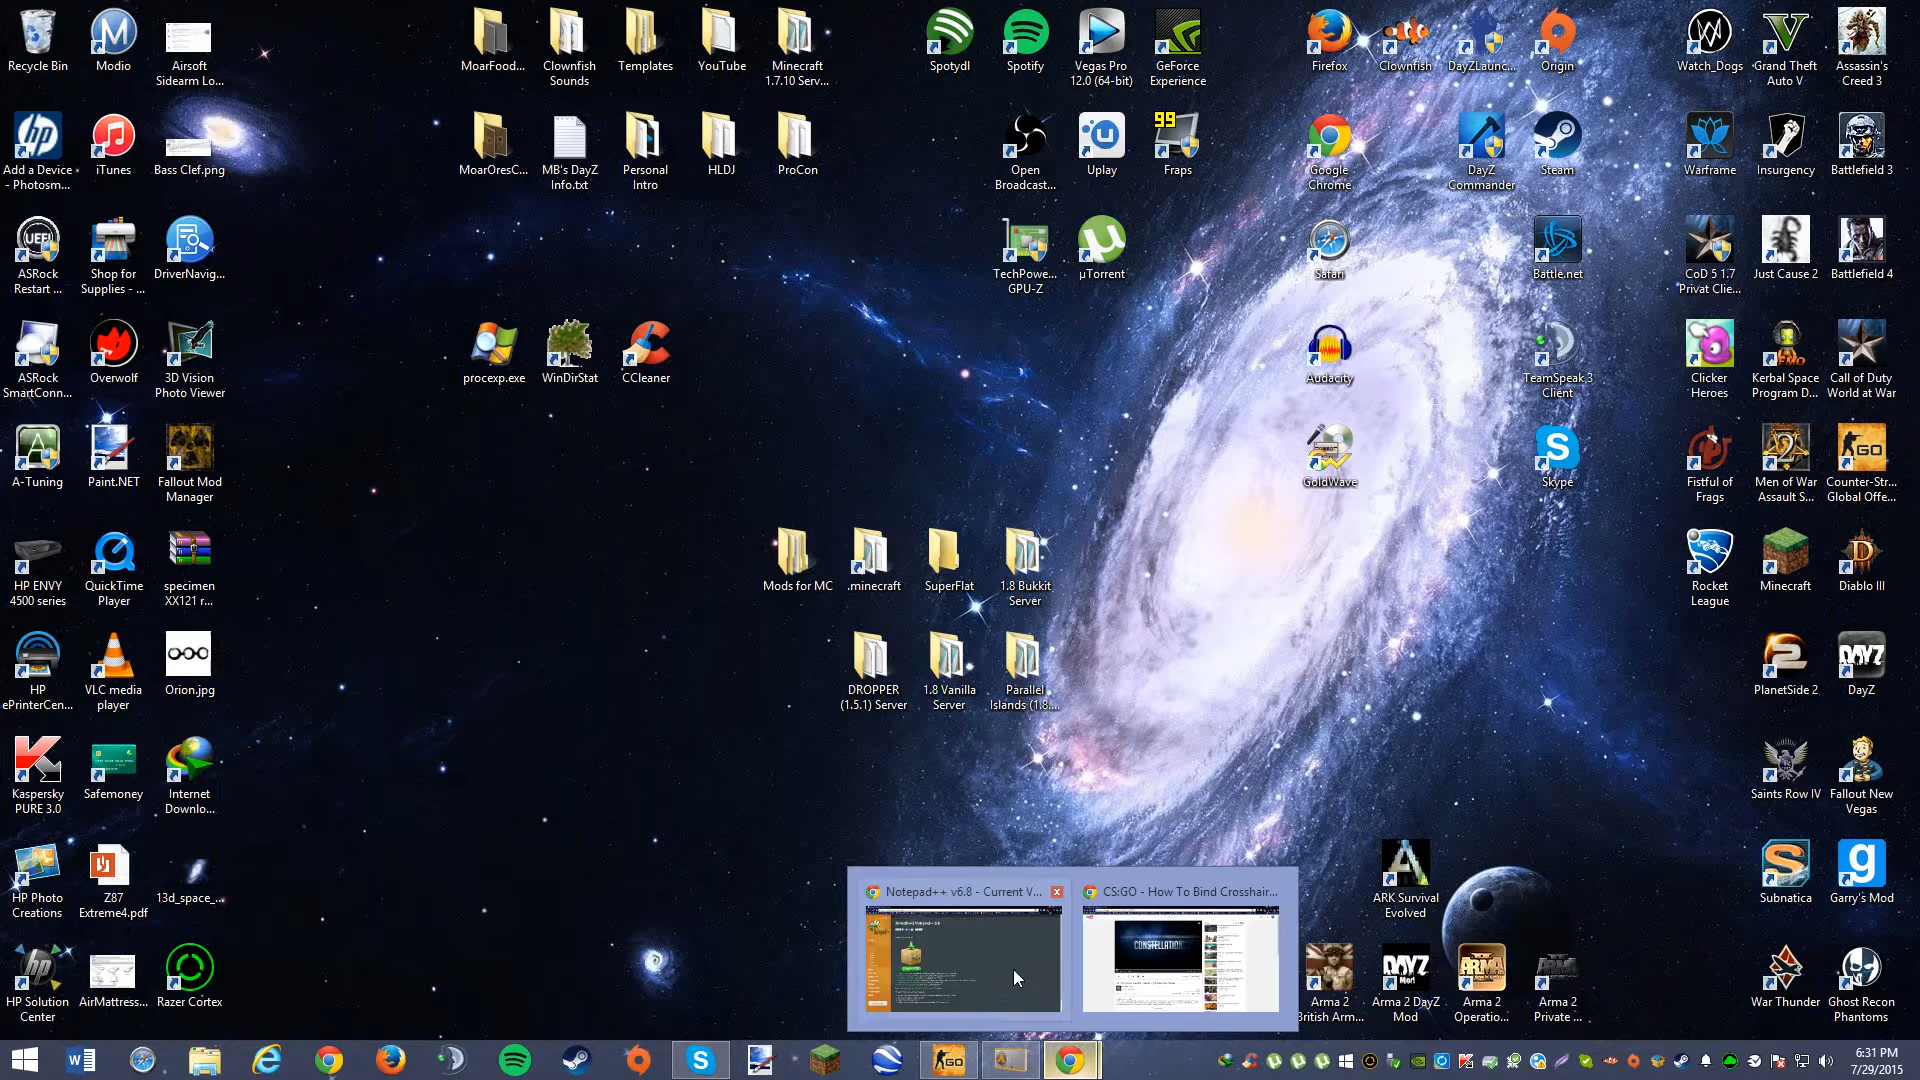 Recycle Bin
Modio
Airsoft
Sidearm Lo...
MoarFood...
Clownfish
Sounds
Templates
YouTube
Minecraft
1.7.10 Serv...
Spotydl
Spotify
Vegas Pro
12.0 (64-bit)
GeForce
Experience
Firefox
Clownfish
DayZLaunc...
Origin
Watch_Dogs
Grand Theft
Auto V
Assassin's
Creed 3
Add a Device
- Photosm...
iTunes
Bass Clef.png
MoarOresC...
MB's DayZ
Info.txt
Personal
Intro
HLDJ
ProCon
Open
Broadcast...
Uplay
99
Fraps
Google
Chrome
DayZ
Commander
Steam
Warframe
Insurgency
Battlefield 3
UEFI
ASRock
Restart ...
Shop for
Supplies - ...
DriverNavig...
TechPowe...
GPU-Z
µTorrent
Safari
Battle.net
CoD 5 1.7
Privat Clie...
Just Cause 2
Battlefield 4
ASRock
SmartConn...
Overwolf
3D Vision
Photo Viewer
procexp.exe
WinDirStat
CCleaner
Audacity
TeamSpeak 3
Client
Clicker
Heroes
Kerbal Space
Program D...
Call of Duty
World at War
A-Tuning
Paint.NET
Fallout Mod
Manager
GoldWave
Skype
Fistful of
Frags
Men of War
Assault S...
GO
Counter-Str...
Global Offe...
HP ENVY
4500 series
QuickTime
Player
specimen
XX121 r...
Mods for MC
.minecraft
SuperFlat
1.8 Bukkit
Server
Rocket
League
Minecraft
Diablo III
HP
ePrinterCen...
VLC media
player
Orion.jpg
DROPPER
(1.5.1) Server
1.8 Vanilla
Server
Parallel
Islands (1.8....
PlanetSide 2
DAYZ
DayZ
Kaspersky
PURE 3.0
Safemoney
Internet
Downlo...
Saints Row IV
Fallout New
Vegas
HP Photo
Creations
Z87
Extreme4.pdf
13d_space_...
Notepad++ v6.8 - Current V...
CS:GO - How To Bind Crosshair...
CONSTELLATION
ARK Survival
Evolved
Subnatica
Garry's Mod
HP Solution
Center
AirMattress...
Razer Cortex
Arma 2
British Arm...
DAYZ
Arma 2 DayZ
Mod
ARMA
Arma 2
Operatio...
ARMA
Arma 2
Private ...
War Thunder
Ghost Recon
Phantoms
GO
6:31 PM
7/29/2015